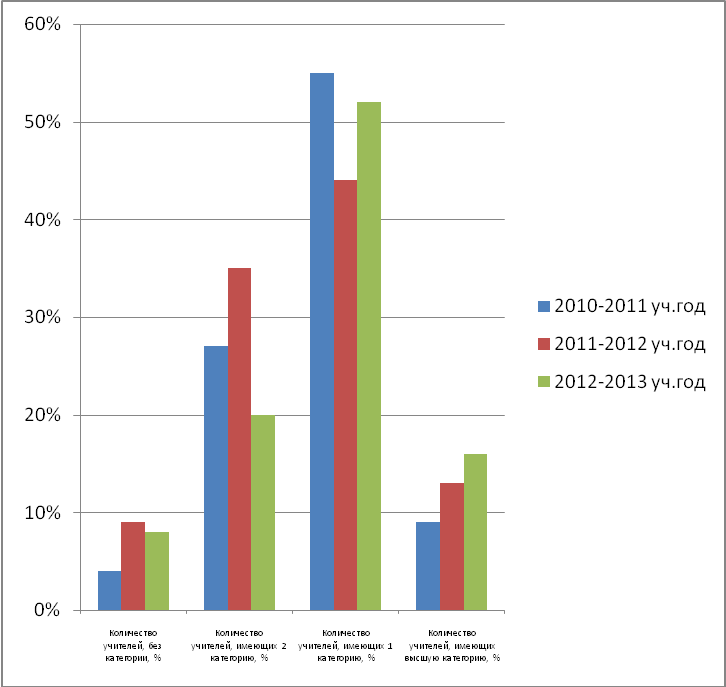 60%
50%
40%
30%
20%
10%
0%
Количество
учителей, без
категории, %
Количество
учителей, имеющих 2
категорию, %
Количество
учителей, имеющих 1
категорию, %
Количество
учителей, имеющих
высшую категорию, %
2010-2011 уч.год
2011-2012 уч.год
2012-2013 уч.год